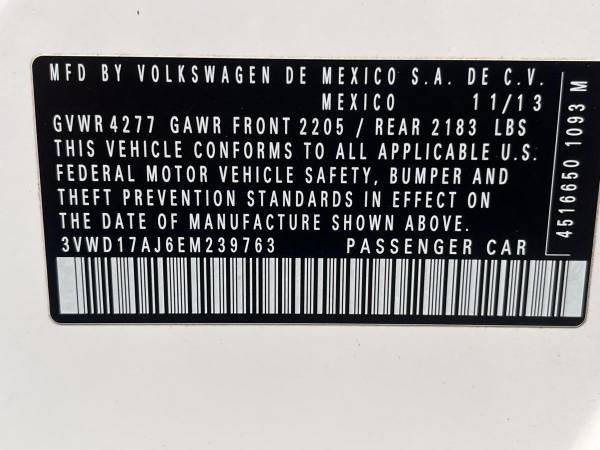 MFD BY VOLKSWAGEN DE MEXICO S.A. DE C.V.
MEXICO 11/13
GVWR 4277 GAWR FRONT 2205 / REAR 2183 LBS
THIS VEHICLE CONFORMS TO ALL APPLICABLE U.S.
FEDERAL MOTOR VEHICLE SAFETY, BUMPER AND
THEFT PREVENTION STANDARDS IN EFFECT ON
THE DATE OF MANUFACTURE SHOWN ABOVE.
3VWD17AJ6EM239763 PASSENGER CAR
4516650 1093 M